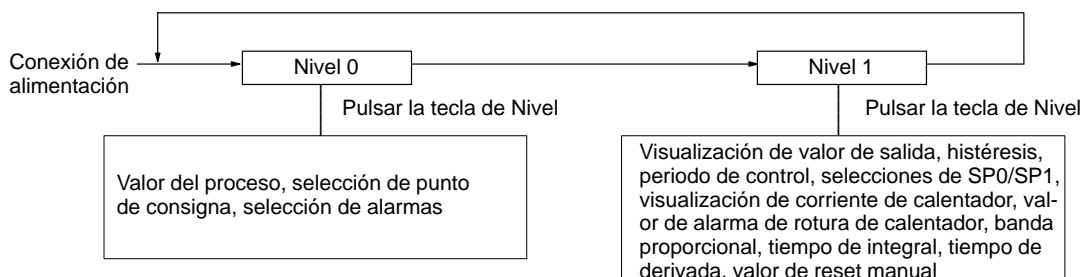 Conexión de
alimentación
Nivel 0
Nivel 1
Pulsar la tecla de Nivel
Pulsar la tecla de Nivel
Valor del proceso, selección de punto
de consigna, selección de alarmas
Visualización de valor de salida, histéresis,
periodo de control, selecciones de SP0/SP1,
visualización de corriente de calentador, val-
or de alarma de rotura de calentador, banda
proporcional, tiempo de integral, tiempo de
derivada, valor de reset manual